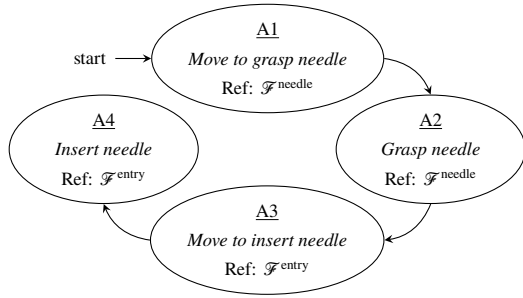 start
A1
Move to grasp needle
Ref: ℱ^needle
A2
Grasp needle
Ref: ℱ^needle
A3
Move to insert needle
Ref: ℱ^entry
A4
Insert needle
Ref: ℱ^entry